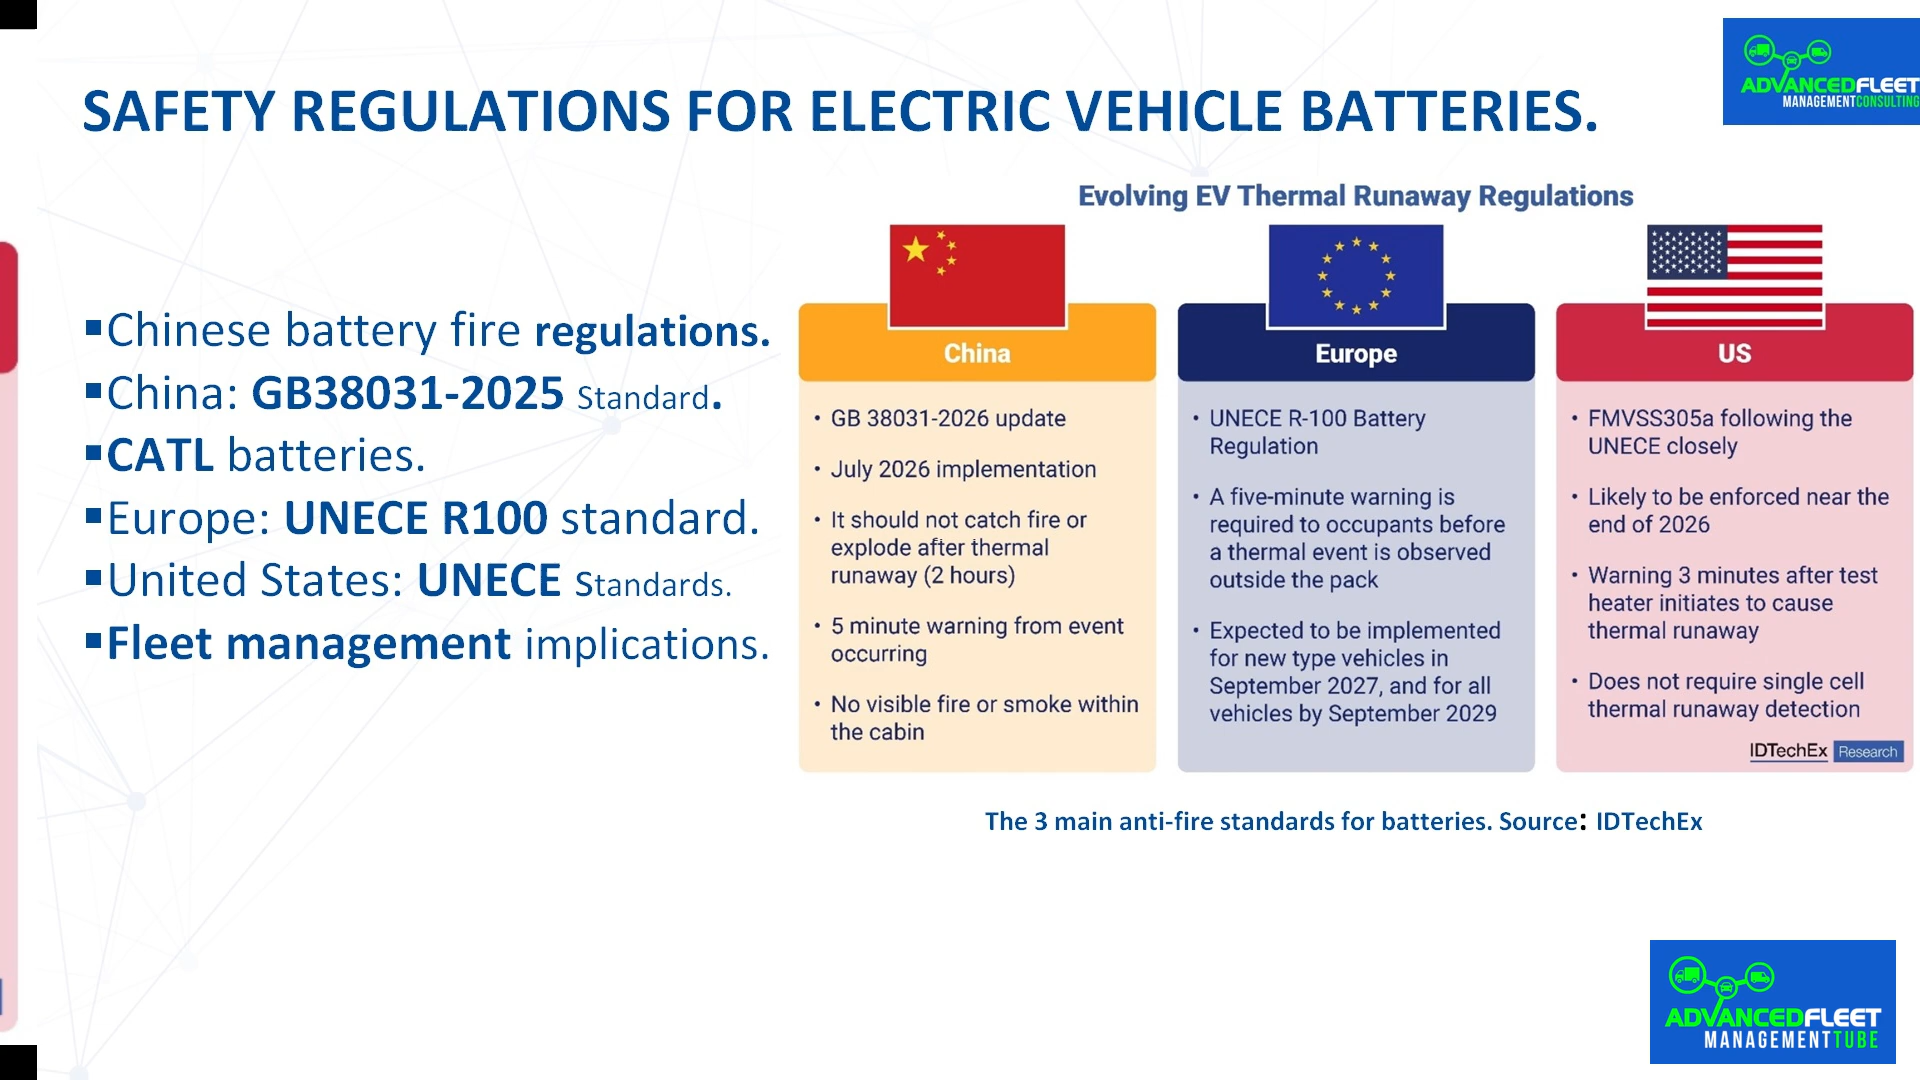 ADVANCEDFLEET
MANAGEMENTCONSULTING
SAFETY REGULATIONS FOR ELECTRIC VEHICLE BATTERIES.
▪Chinese battery fire regulations.
▪China: GB38031-2025 Standard.
▪CATL batteries.
▪Europe: UNECE R100 standard.
▪United States: UNECE Standards.
▪Fleet management implications.
Evolving EV Thermal Runaway Regulations
China
• GB 38031-2026 update
• July 2026 implementation
• It should not catch fire or
explode after thermal
runaway (2 hours)
• 5 minute warning from event
occurring
• No visible fire or smoke within
the cabin
Europe
• UNECE R-100 Battery
Regulation
• A five-minute warning is
required to occupants before
a thermal event is observed
outside the pack
• Expected to be implemented
for new type vehicles in
September 2027, and for all
vehicles by September 2029
US
• FMVSS305a following the
UNECE closely
• Likely to be enforced near the
end of 2026
• Warning 3 minutes after test
heater initiates to cause
thermal runaway
• Does not require single cell
thermal runaway detection
IDTechEx Research
The 3 main anti-fire standards for batteries. Source: IDTechEx
ADVANCEDFLEET
MANAGEMENTTUBE